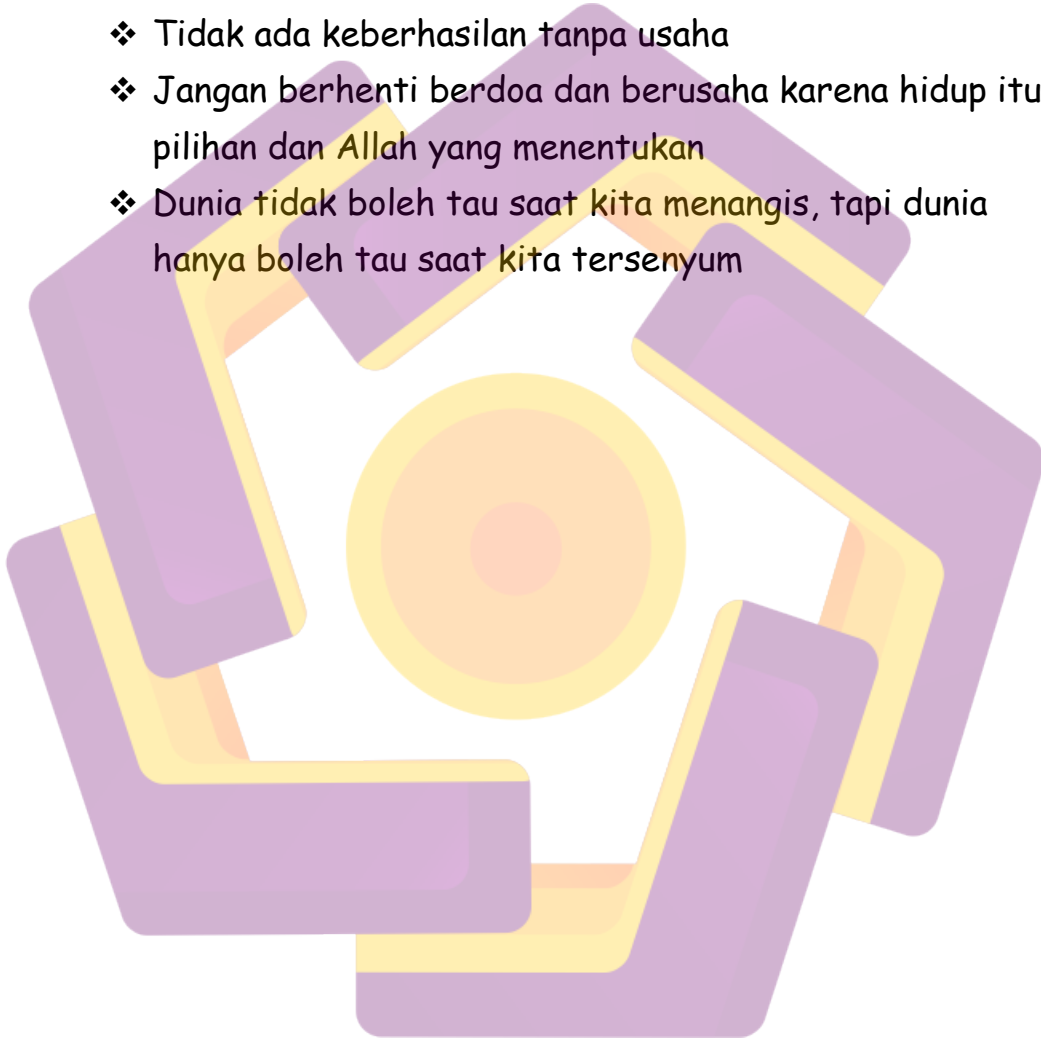 ❖ Tidak ada keberhasilan tanpa usaha
❖ Jangan berhenti berdoa dan berusaha karena hidup itu
pilihan dan Allah yang menentukan
❖ Dunia tidak boleh tau saat kita menangis, tapi dunia
hanya boleh tau saat kita tersenyum